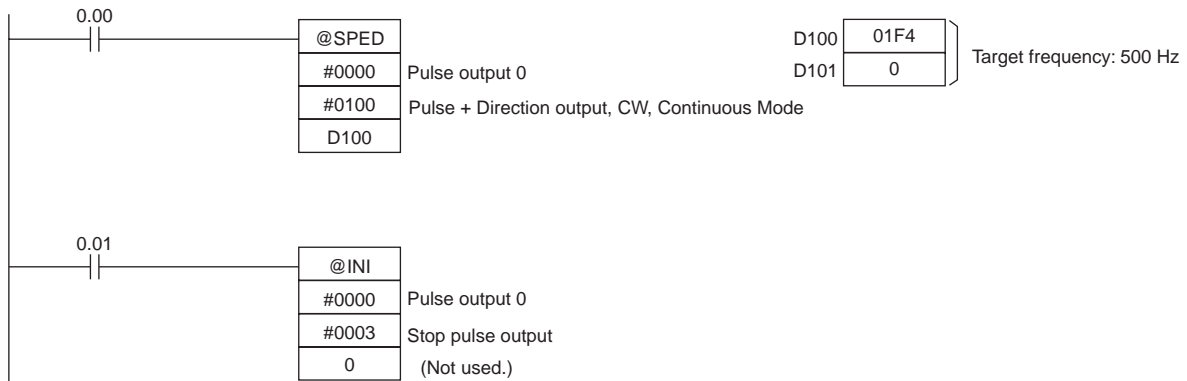 0.00
@SPED
#0000 Pulse output 0
#0100 Pulse + Direction output, CW, Continuous Mode
D100
D100 01F4
D101 0
Target frequency: 500 Hz
0.01
@INI
#0000 Pulse output 0
#0003 Stop pulse output
0 (Not used.)